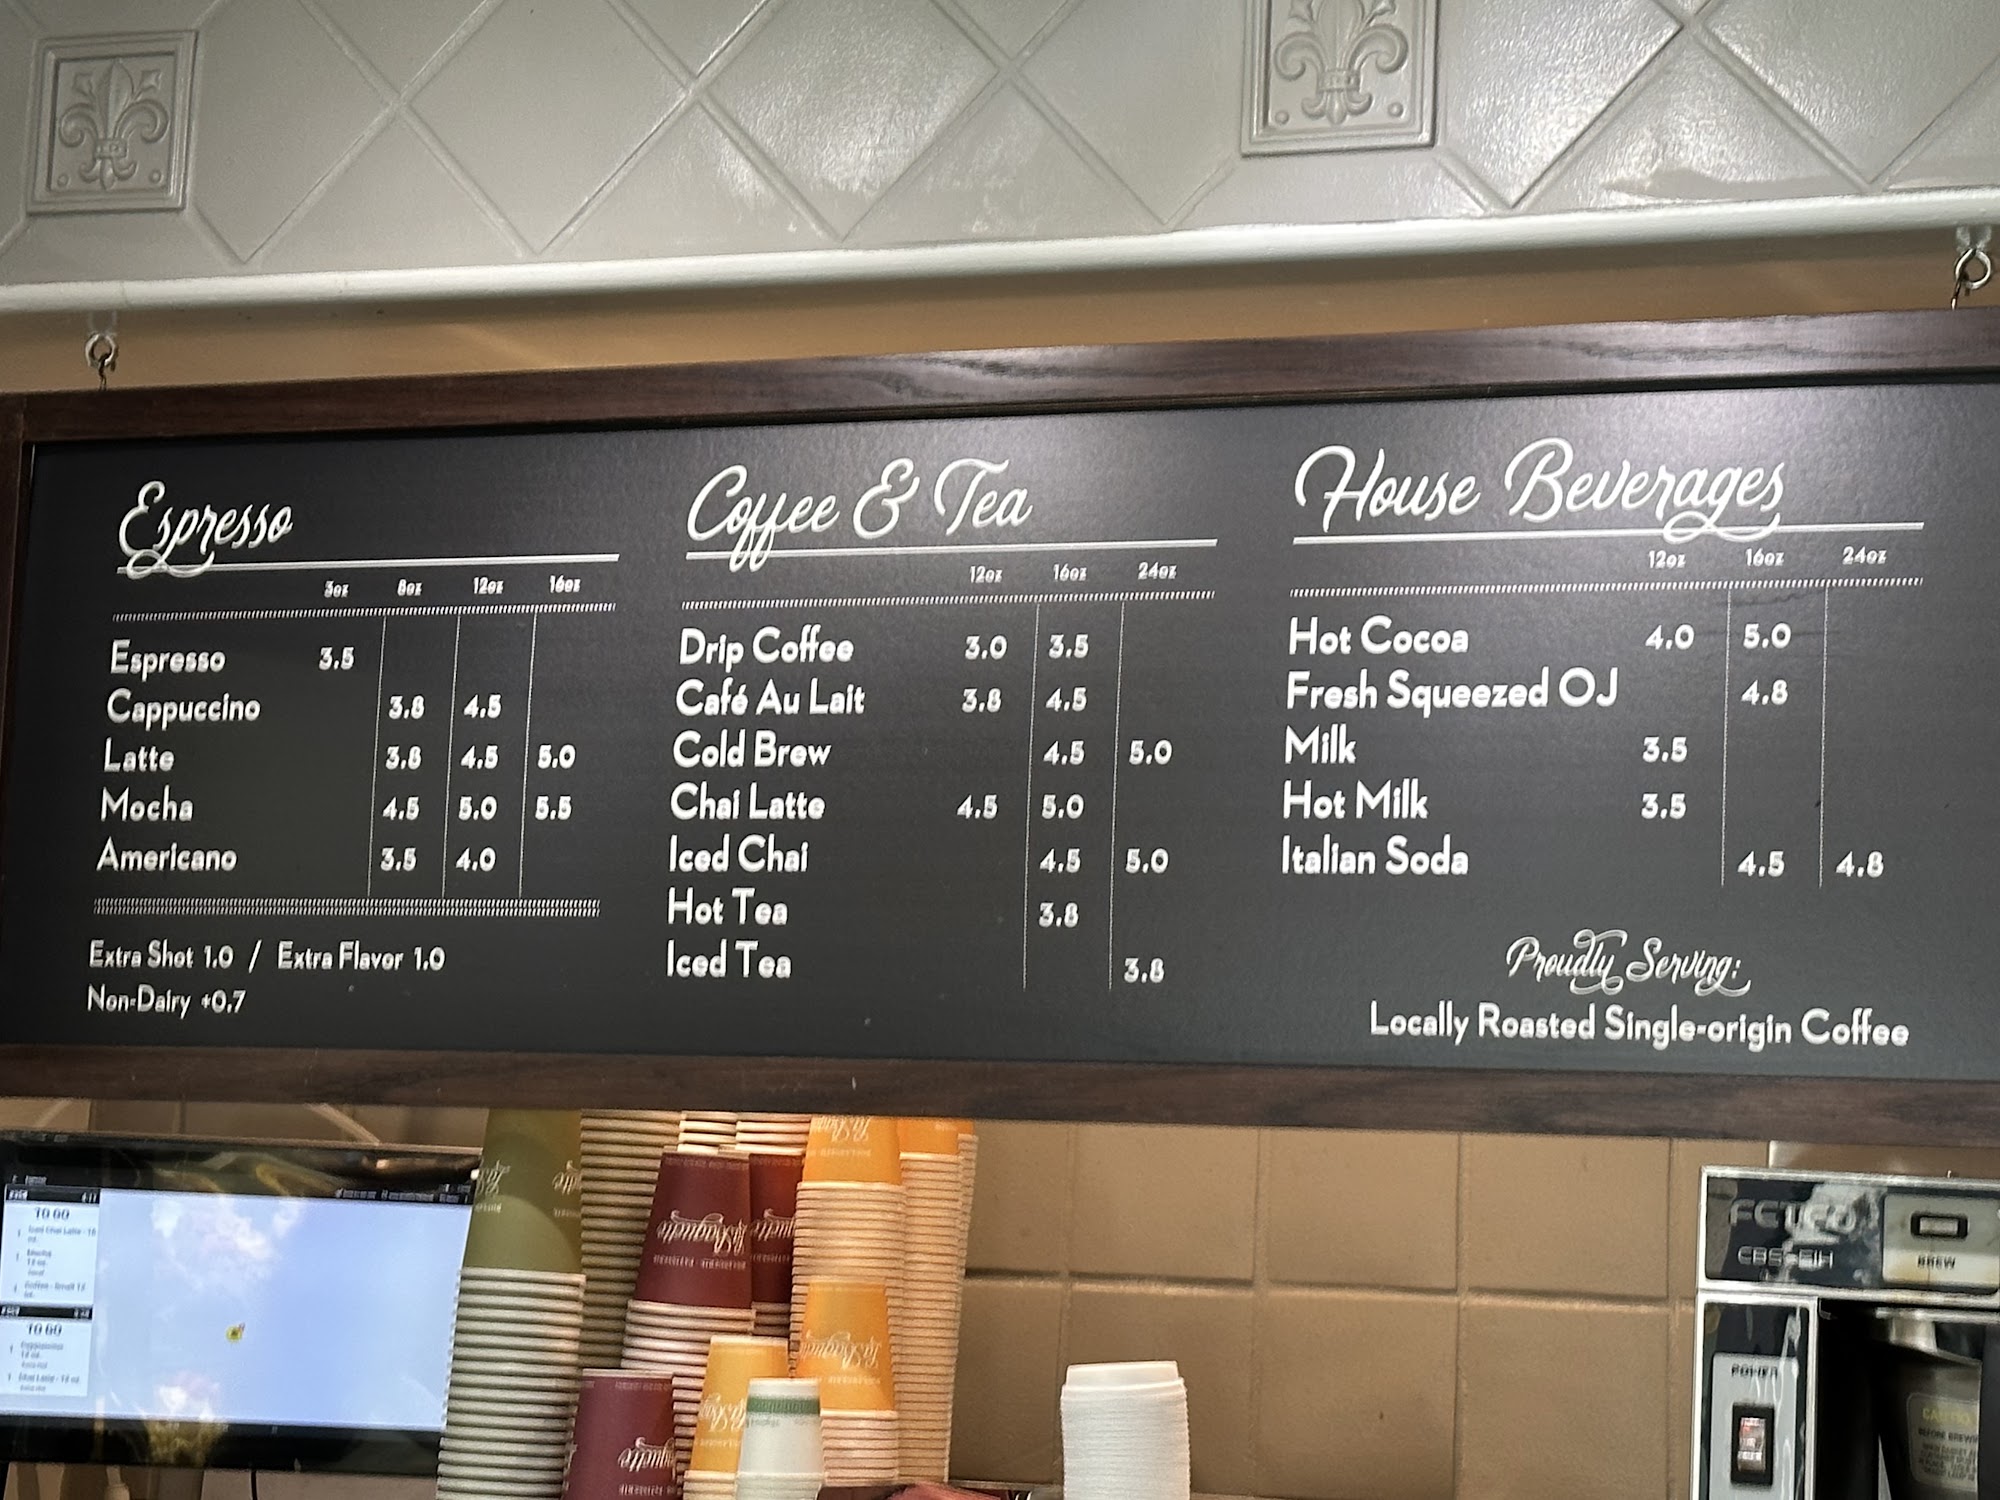 Espresso
3oz 8oz 12oz 16oz
Espresso 3.5
Cappuccino 3.8 4.5
Latte 3.8 4.5 5.0
Mocha 4.5 5.0 5.5
Americano 3.5 4.0
Extra Shot 1.0 / Extra Flavor 1.0
Non-Dairy +0.7
Coffee & Tea
12oz 16oz 24oz
Drip Coffee 3.0 3.5
Café Au Lait 3.8 4.5
Cold Brew 4.5 5.0
Chai Latte 4.5 5.0
Iced Chai 4.5 5.0
Hot Tea 3.8
Iced Tea 3.8
House Beverages
12oz 16oz 24oz
Hot Cocoa 4.0 5.0
Fresh Squeezed OJ 4.8
Milk 3.5
Hot Milk 3.5
Italian Soda 4.5 4.8
Proudly Serving:
Locally Roasted Single-origin Coffee
La Baguette
La Baguette
FETCO
BREW
POWER